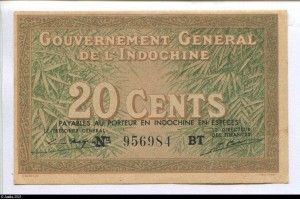 GOUVERNEMENT GENERAL
DE L'INDOCHINE
20 CENTS
PAYABLES AU PORTEUR EN INDOCHINE EN ESPÈCES
LE TRÉSORIER GÉNÉRAL
LE DIRECTEUR
DES FINANCES
Nº 956984 BT